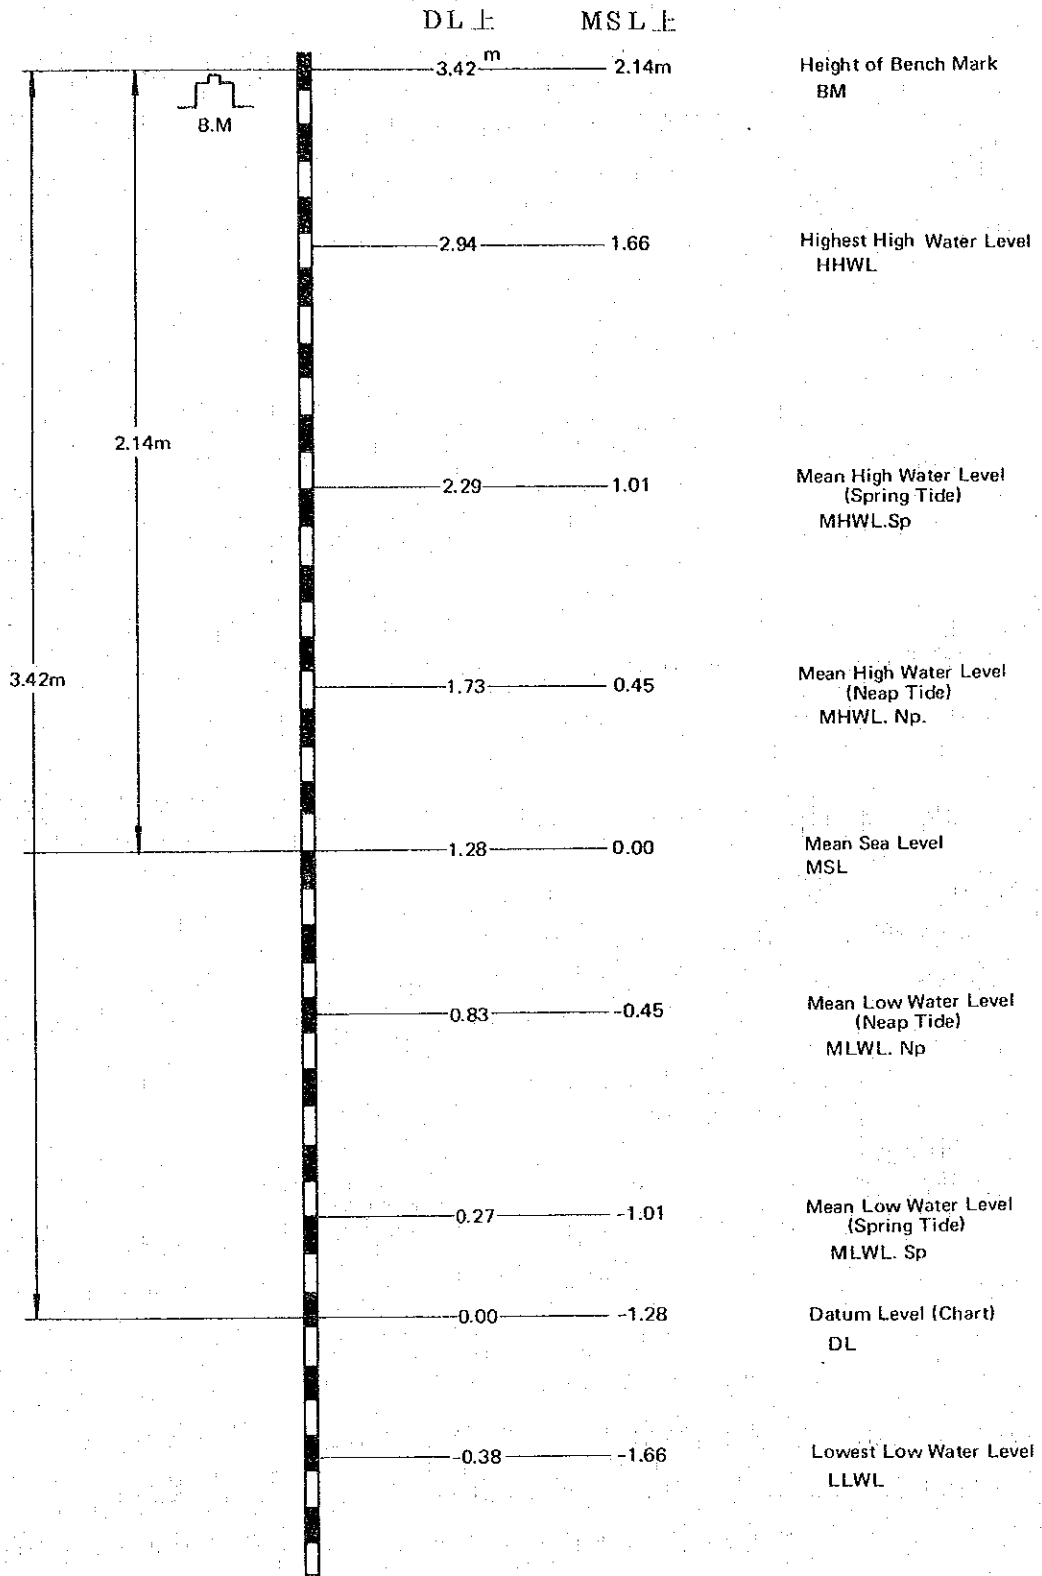 DL上 MSL上
3.42 m 2.14m Height of Bench Mark
BM
B.M
2.94 1.66 Highest High Water Level
HHWL
2.14m
2.29 1.01 Mean High Water Level
(Spring Tide)
MHWL.Sp
3.42m
1.73 0.45 Mean High Water Level
(Neap Tide)
MHWL. Np.
1.28 0.00 Mean Sea Level
MSL
0.83 -0.45 Mean Low Water Level
(Neap Tide)
MLWL. Np
0.27 -1.01 Mean Low Water Level
(Spring Tide)
MLWL. Sp
0.00 -1.28 Datum Level (Chart)
DL
-0.38 -1.66 Lowest Low Water Level
LLWL